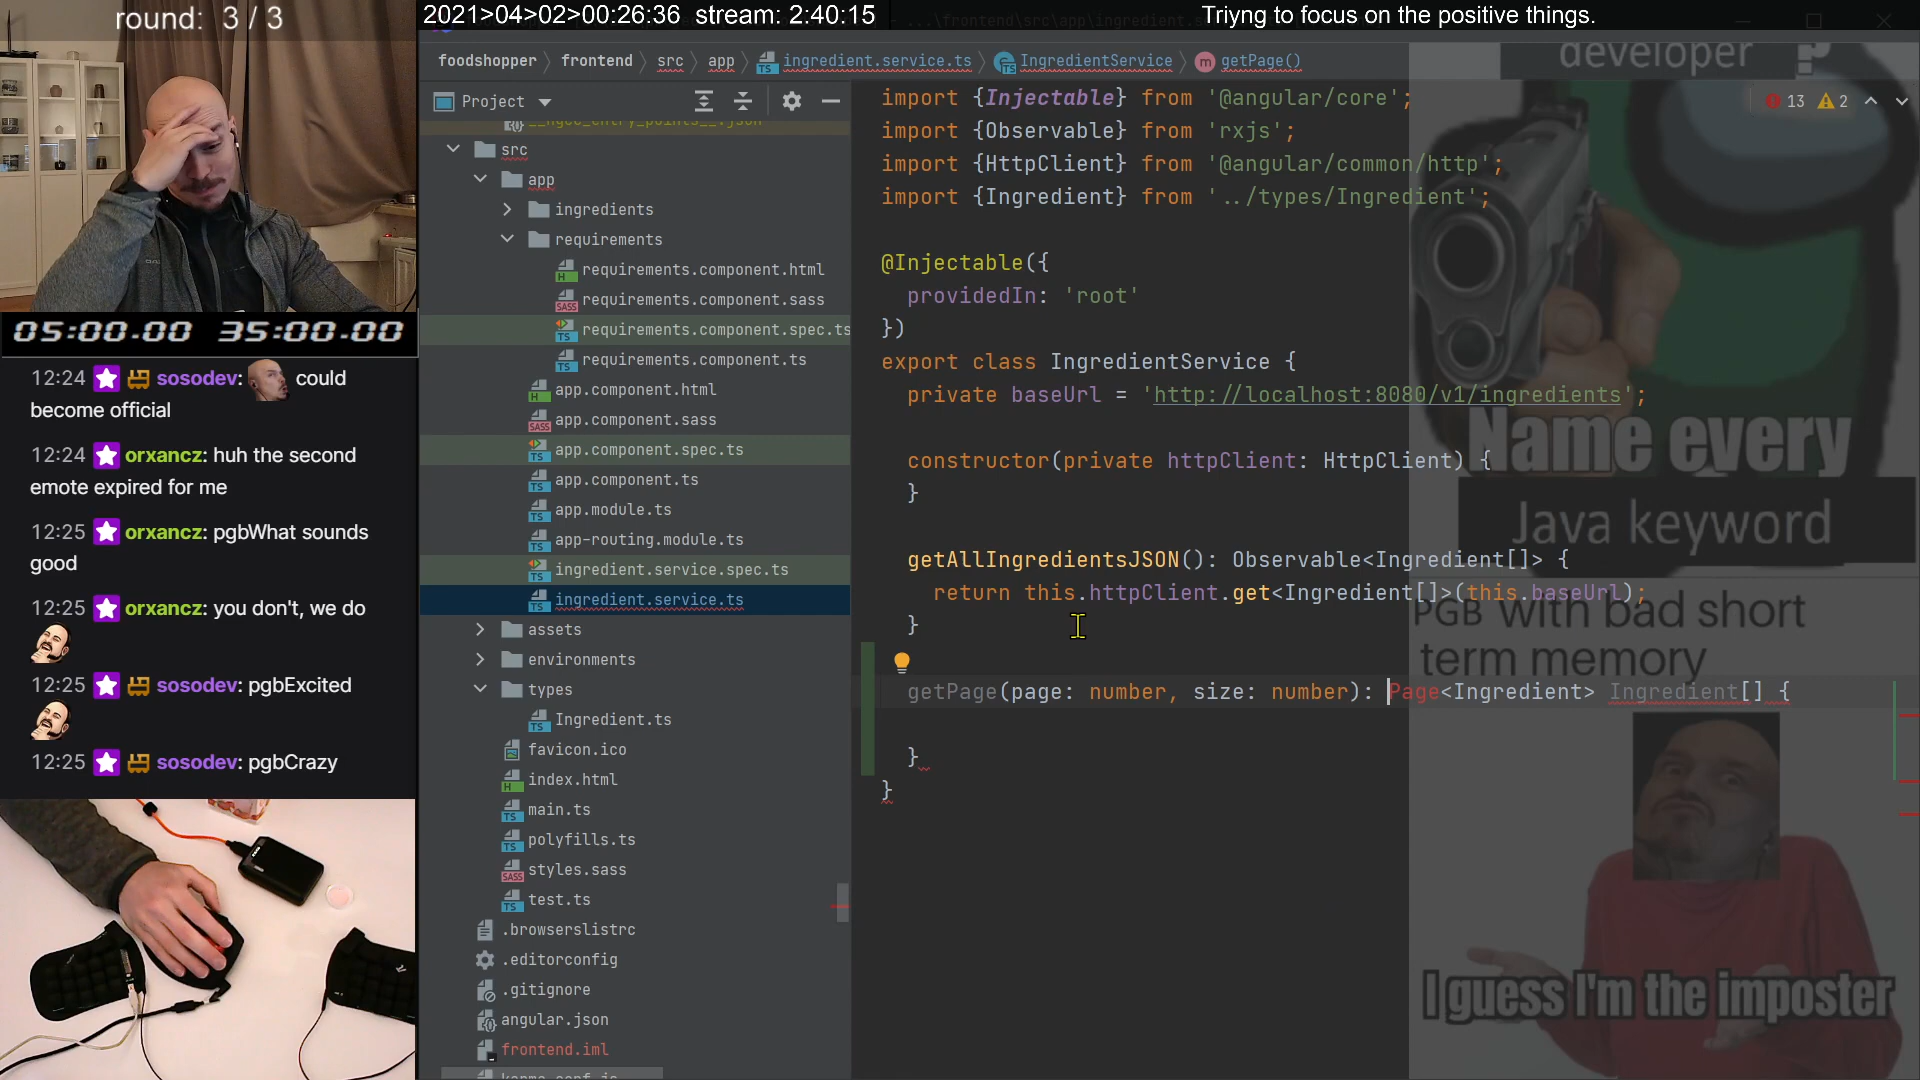 round: 3 / 3
2021>04>02>00:26:36 stream: 2:40:15
Triyng to focus on the positive things.
foodshopper
frontend
src
app
ingredient.service.ts
IngredientService
getPage()
05:00.00 35:00.00
12:24 sosodev: could
become official
12:24 orxancz: huh the second
emote expired for me
12:25 orxancz: pgbWhat sounds
good
12:25 orxancz: you don't, we do
12:25 sosodev: pgbExcited
12:25 sosodev: pgbCrazy
Project
__ngcc_entry_points__.json
src
app
ingredients
requirements
requirements.component.html
requirements.component.sass
requirements.component.spec.ts
requirements.component.ts
app.component.html
app.component.sass
app.component.spec.ts
app.component.ts
app.module.ts
app-routing.module.ts
ingredient.service.spec.ts
ingredient.service.ts
assets
environments
types
Ingredient.ts
favicon.ico
index.html
main.ts
polyfills.ts
styles.sass
test.ts
.browserslistrc
.editorconfig
.gitignore
angular.json
frontend.iml
import {Injectable} from '@angular/core';
import {Observable} from 'rxjs';
import {HttpClient} from '@angular/common/http';
import {Ingredient} from '../types/Ingredient';
@Injectable({
providedIn: 'root'
})
export class IngredientService {
private baseUrl = 'http://localhost:8080/v1/ingredients';
constructor(private httpClient: HttpClient) {
}
getAllIngredientsJSON(): Observable<Ingredient[]> {
return this.httpClient.get<Ingredient[]>(this.baseUrl);
}
getPage(page: number, size: number): Page<Ingredient> Ingredient[] {
}
}
13 2
developer ?
Name every
Java keyword
PGB with bad short
term memory
I guess I'm the imposter